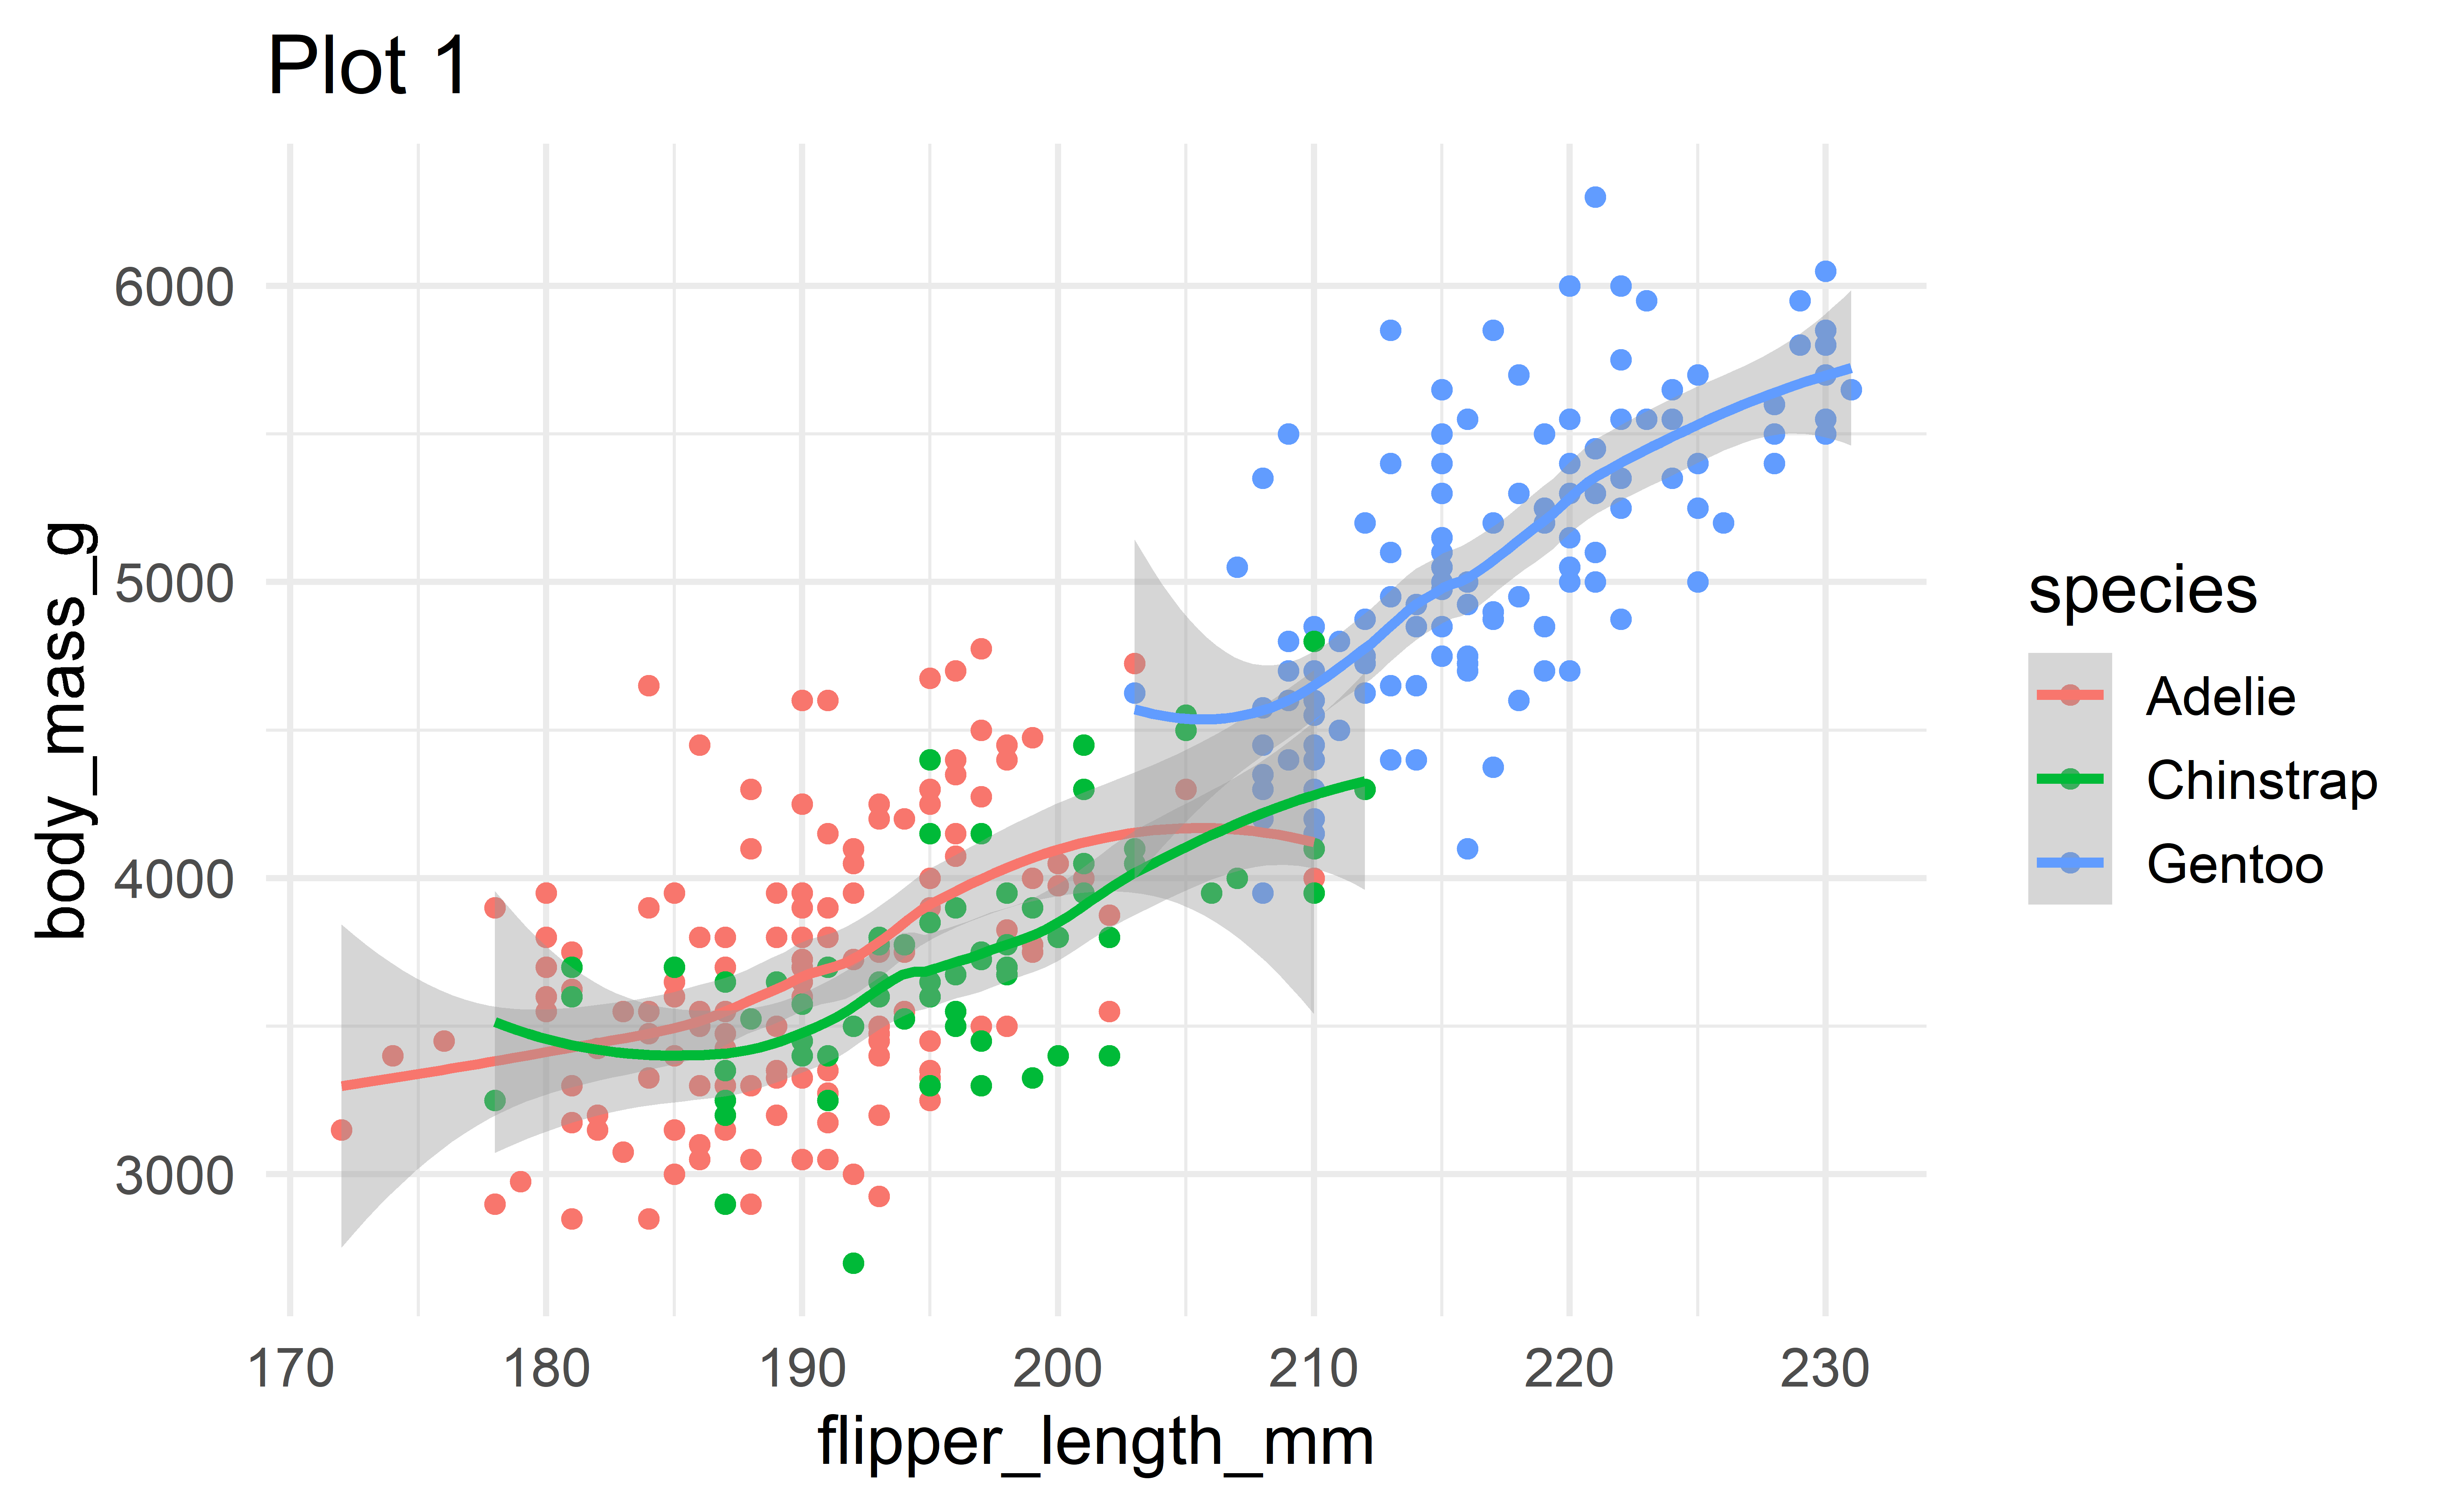 Plot 1
6000
5000
4000
3000
body_mass_g
170 180 190 200 210 220 230
flipper_length_mm
species
Adelie
Chinstrap
Gentoo